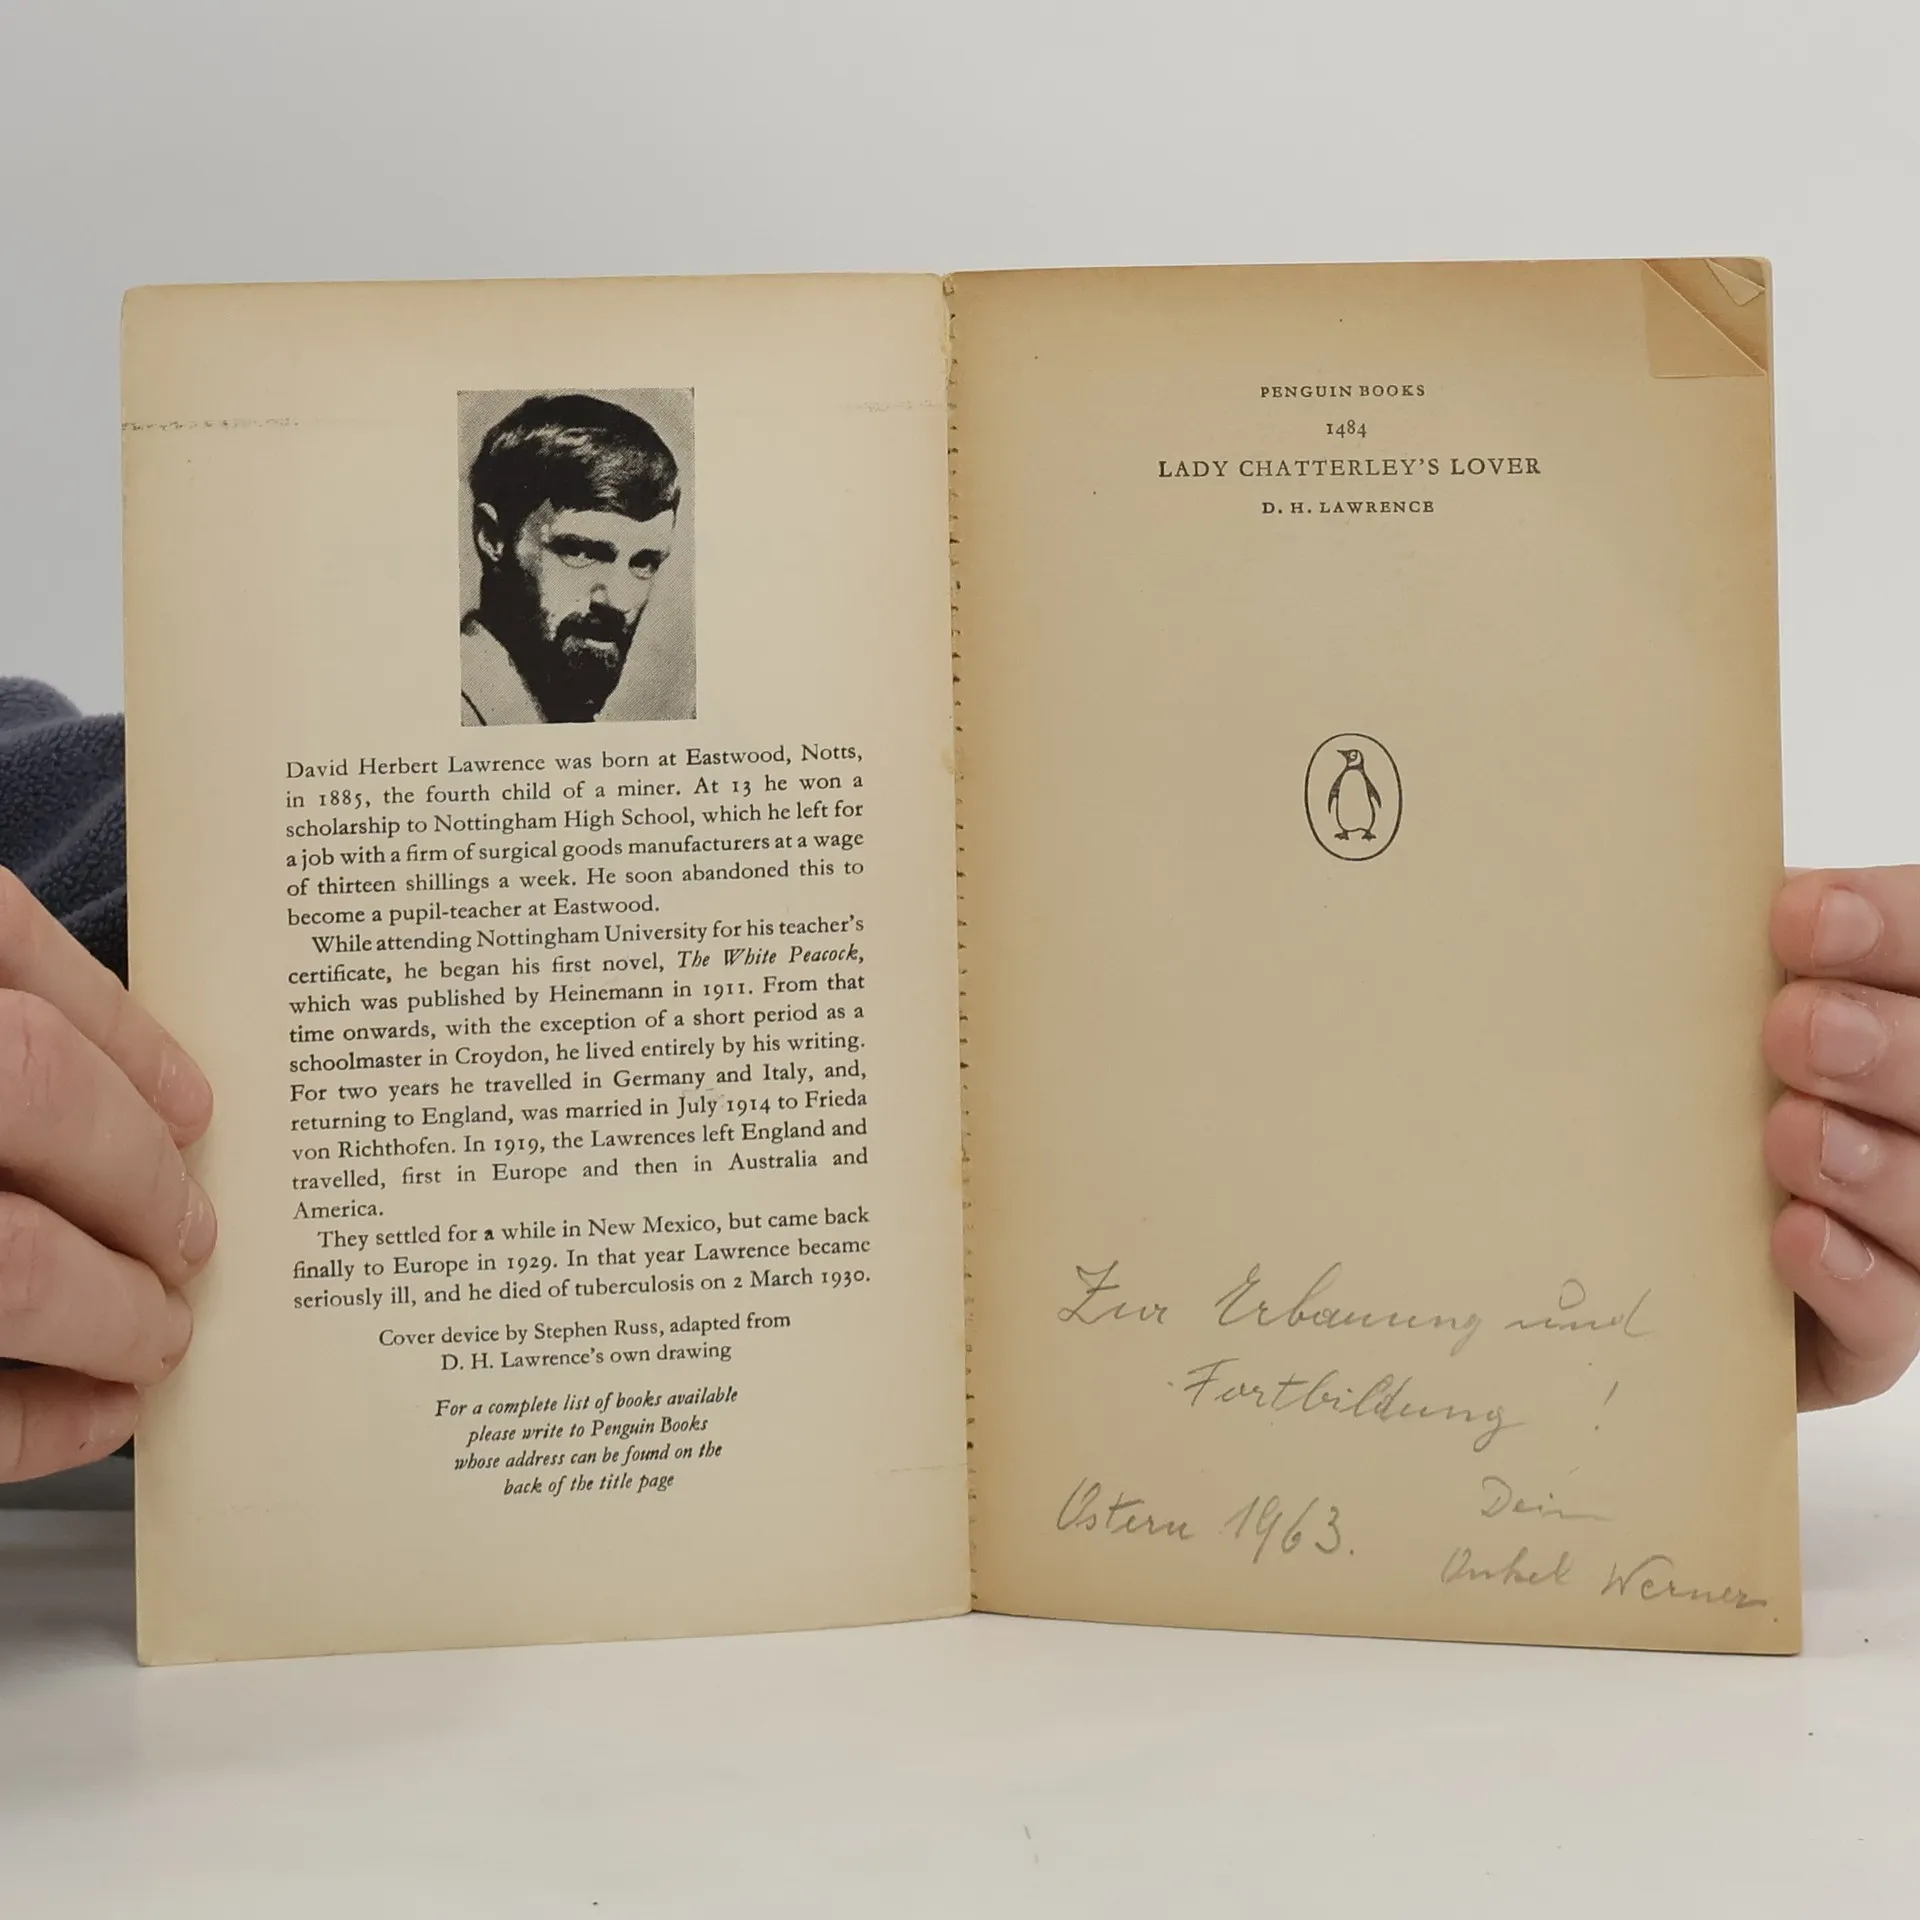 David Herbert Lawrence was born at Eastwood, Notts,
in 1885, the fourth child of a miner. At 13 he won a
scholarship to Nottingham High School, which he left for
a job with a firm of surgical goods manufacturers at a wage
of thirteen shillings a week. He soon abandoned this to
become a pupil-teacher at Eastwood.
While attending Nottingham University for his teacher's
certificate, he began his first novel, The White Peacock,
which was published by Heinemann in 1911. From that
time onwards, with the exception of a short period as a
schoolmaster in Croydon, he lived entirely by his writing.
For two years he travelled in Germany and Italy, and,
returning to England, was married in July 1914 to Frieda
von Richthofen. In 1919, the Lawrences left England and
travelled, first in Europe and then in Australia and
America.
They settled for a while in New Mexico, but came back
finally to Europe in 1929. In that year Lawrence became
seriously ill, and he died of tuberculosis on 2 March 1930.
Cover device by Stephen Russ, adapted from
D. H. Lawrence's own drawing
For a complete list of books available
please write to Penguin Books
whose address can be found on the
back of the title page
PENGUIN BOOKS
1484
LADY CHATTERLEY'S LOVER
D. H. LAWRENCE
Zur Erbauung und
Fortbildung !
Ostern 1963.
Dein
Onkel Werner.